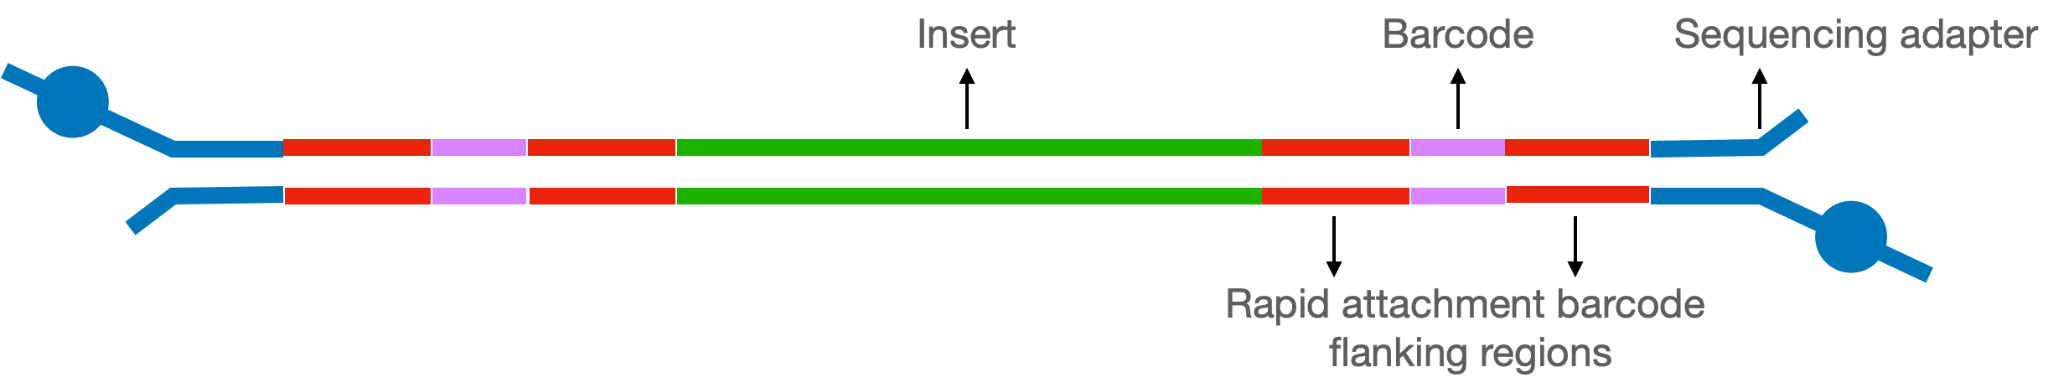 Insert
Barcode
Sequencing adapter
Rapid attachment barcode
flanking regions